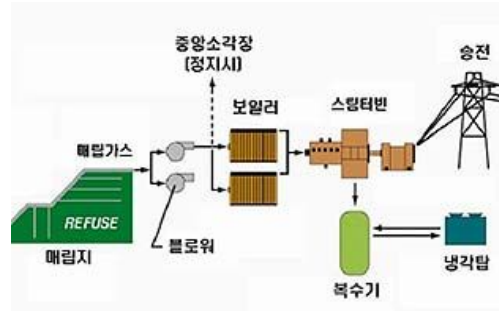 중앙소각장
(정지시)
보일러
스팀터빈
송전
매립가스
REFUSE
매립지
블로워
복수기
냉각탑